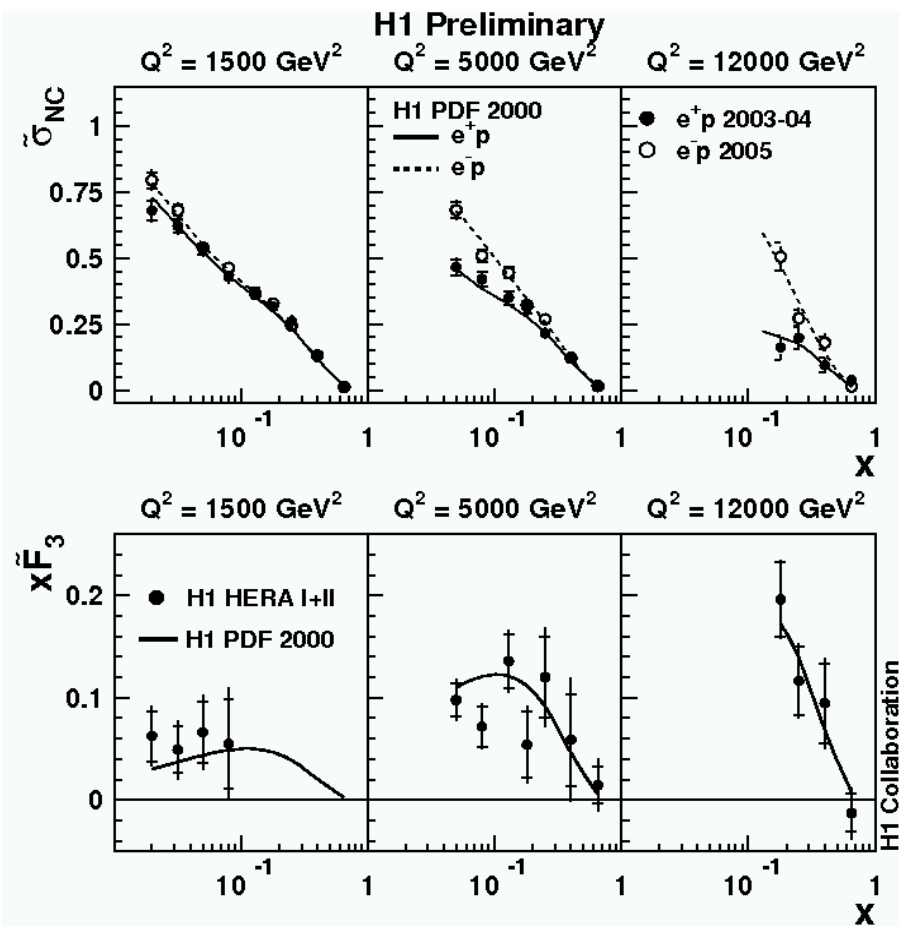 H1 Preliminary
Q² = 1500 GeV²
Q² = 5000 GeV²
Q² = 12000 GeV²
σ̃NC
1
0.75
0.5
0.25
0
H1 PDF 2000
e⁺p
e⁻p
e⁺p 2003-04
e⁻p 2005
10⁻¹
1
10⁻¹
1
10⁻¹
1
x
Q² = 1500 GeV²
Q² = 5000 GeV²
Q² = 12000 GeV²
xF̃₃
0.2
0.1
0
H1 HERA I+II
H1 PDF 2000
10⁻¹
1
10⁻¹
1
10⁻¹
1
x
H1 Collaboration